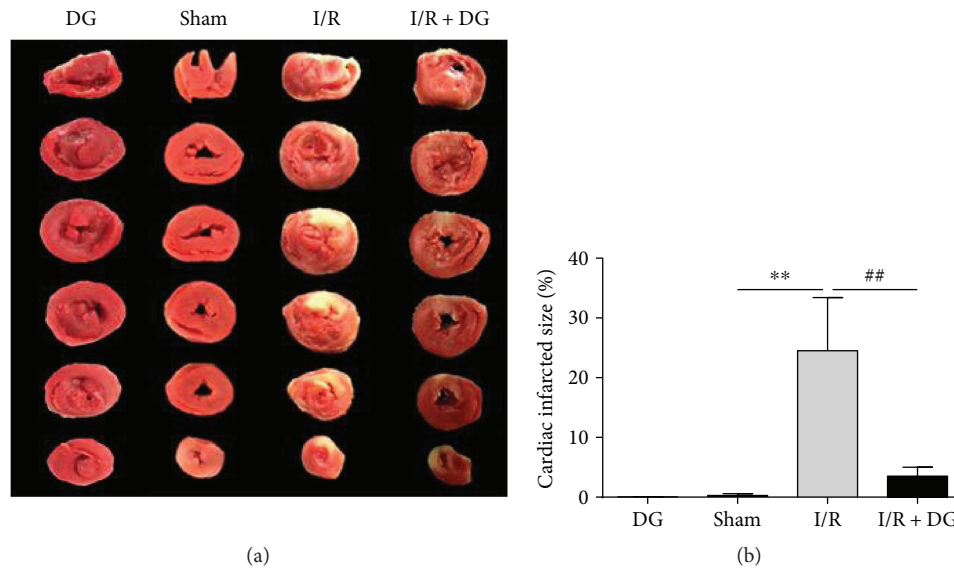 DG Sham I/R I/R + DG
(a)
Cardiac infarcted size (%)
40
30
20
10
0
** ##
DG Sham I/R I/R + DG
(b)